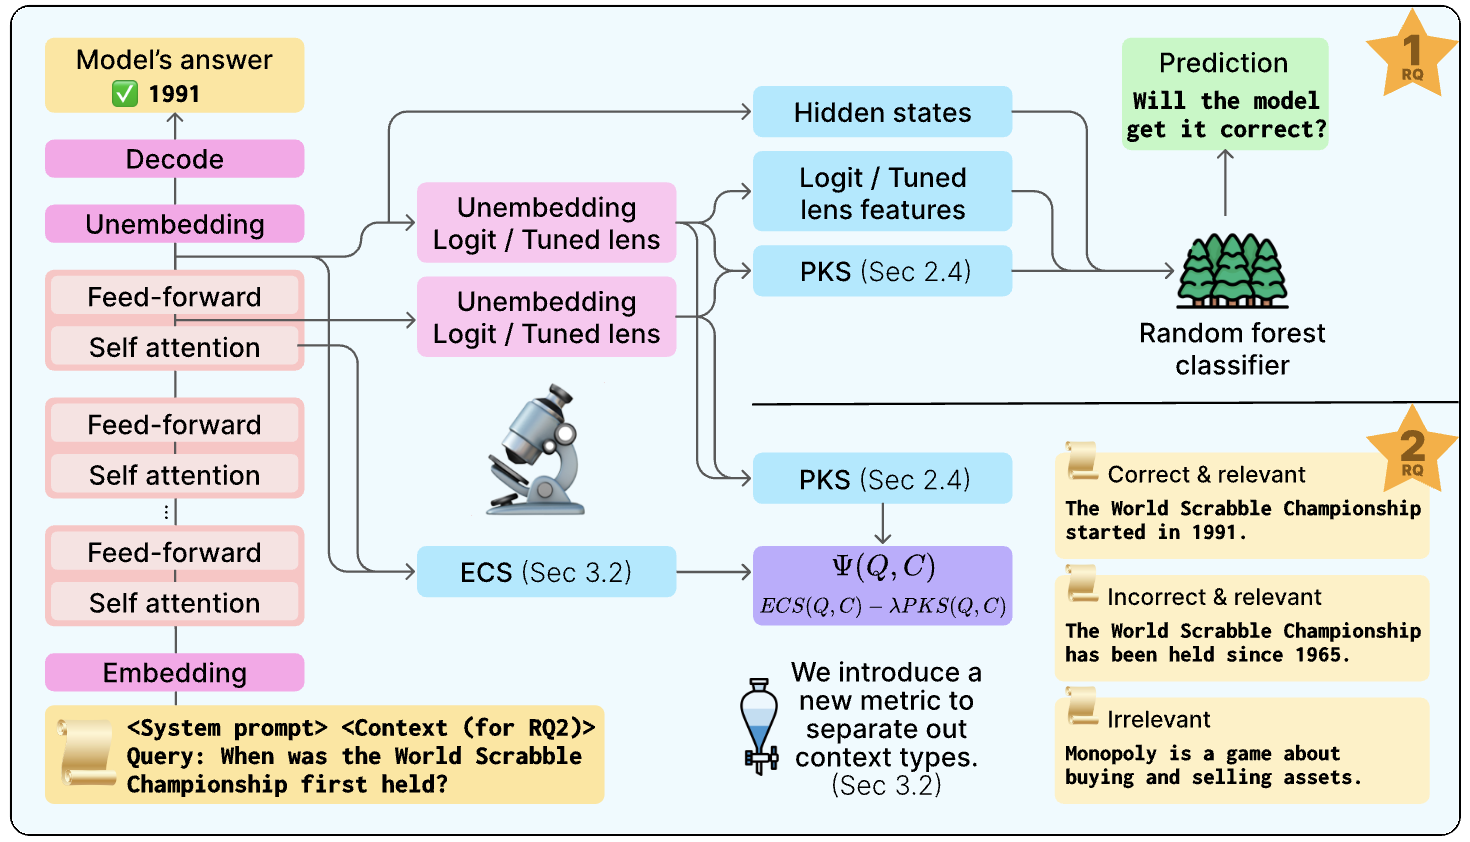 Model's answer
✅ 1991
Decode
Unembedding
Feed-forward
Self attention
Feed-forward
Self attention
⋮
Feed-forward
Self attention
Embedding
<System prompt> <Context (for RQ2)>
Query: When was the World Scrabble
Championship first held?
Unembedding
Logit / Tuned lens
Unembedding
Logit / Tuned lens
ECS (Sec 3.2)
Hidden states
Logit / Tuned
lens features
PKS (Sec 2.4)
Prediction
Will the model
get it correct?
Random forest
classifier
1
RQ
PKS (Sec 2.4)
Ψ(Q, C)
ECS(Q, C) − λPKS(Q, C)
We introduce a
new metric to
separate out
context types.
(Sec 3.2)
2
RQ
Correct & relevant
The World Scrabble Championship
started in 1991.
Incorrect & relevant
The World Scrabble Championship
has been held since 1965.
Irrelevant
Monopoly is a game about
buying and selling assets.